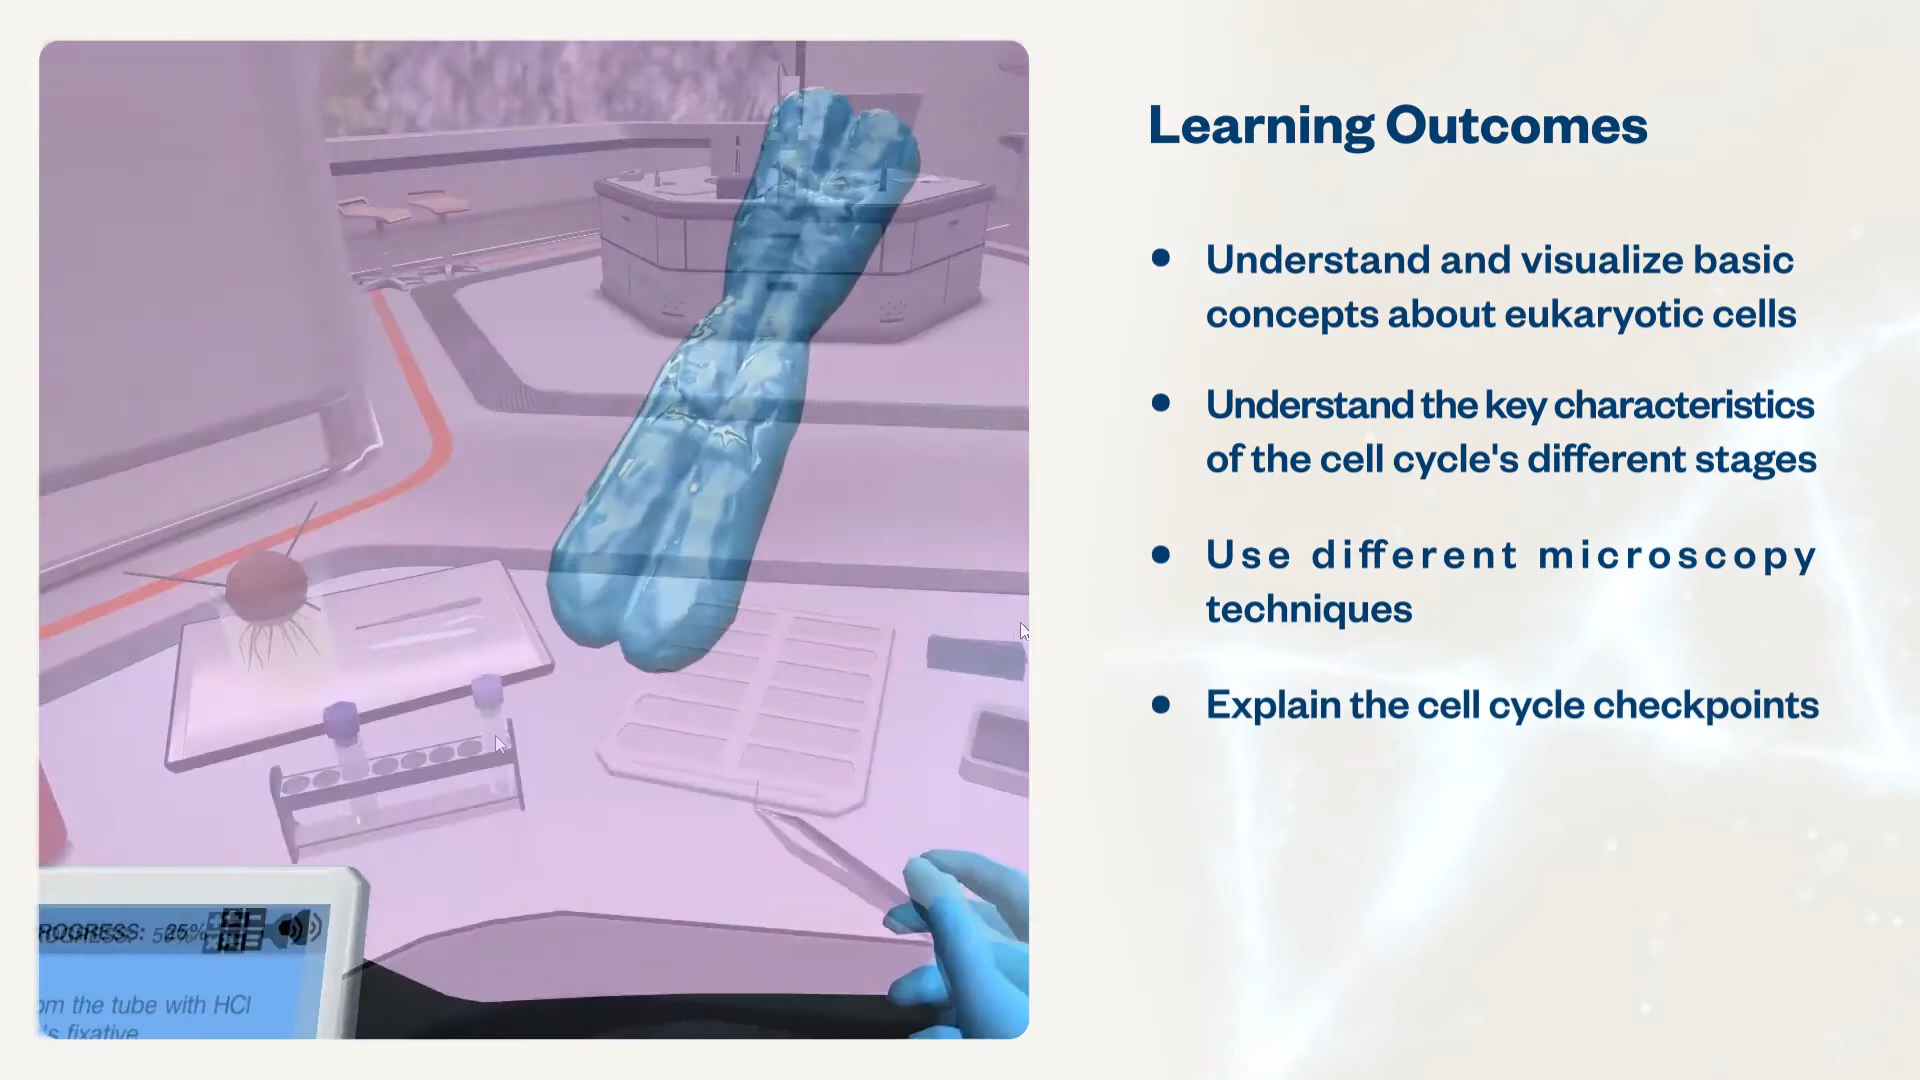 Learning Outcomes
• Understand and visualize basic
concepts about eukaryotic cells
• Understand the key characteristics
of the cell cycle's different stages
• Use different microscopy
techniques
• Explain the cell cycle checkpoints
ROGRESS: 25%
om the tube with HCl
's fixative